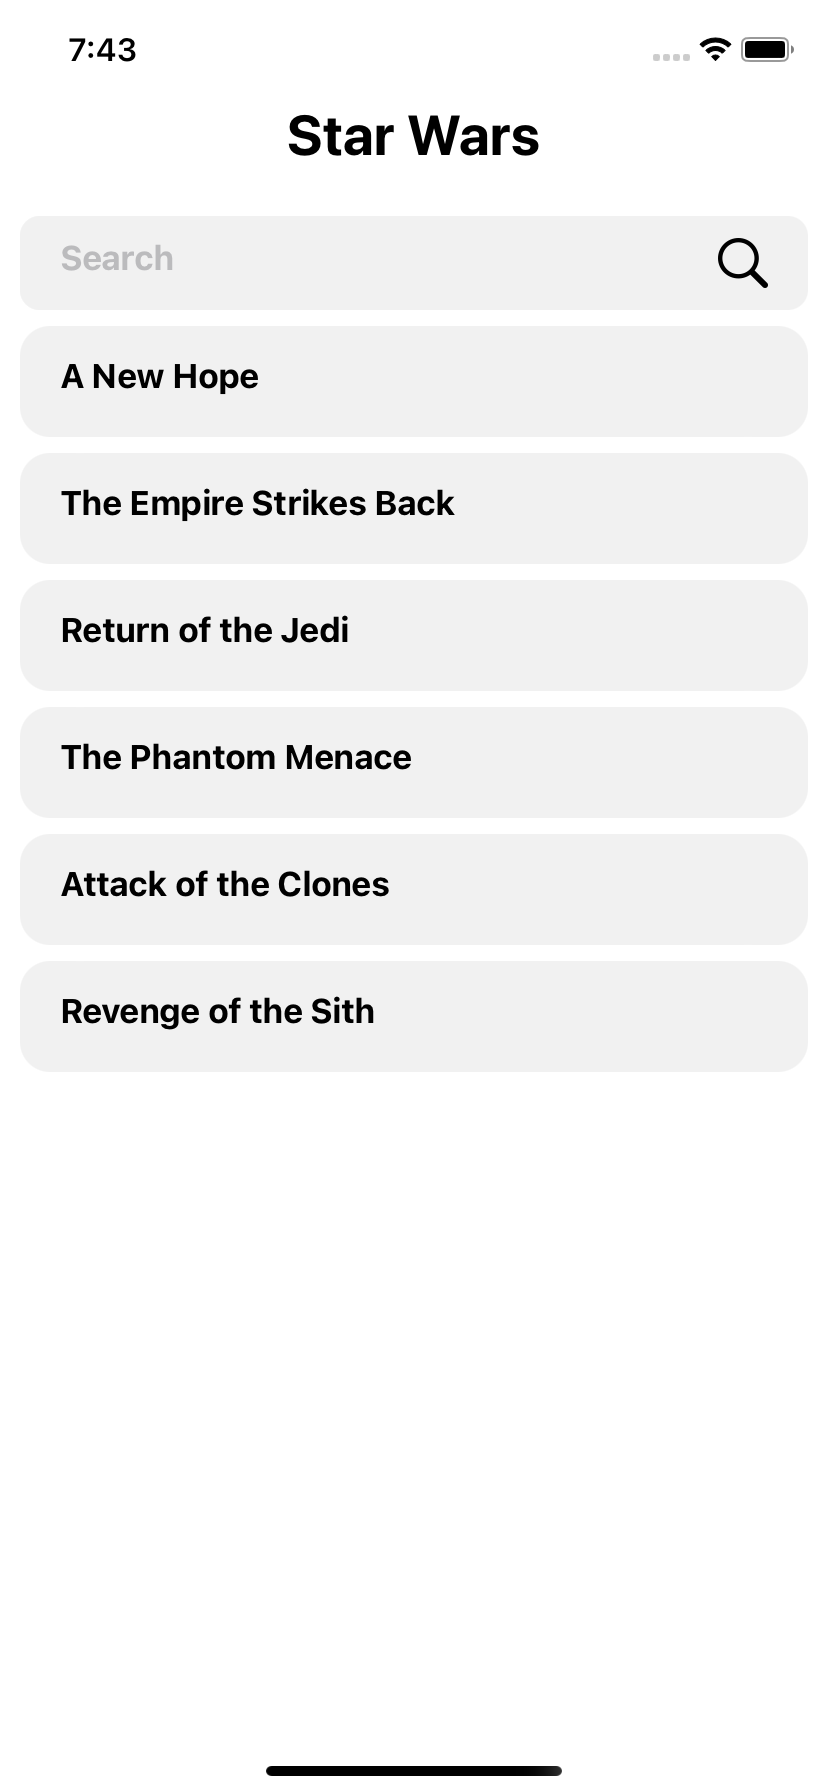 7:43
Star Wars
Search
A New Hope
The Empire Strikes Back
Return of the Jedi
The Phantom Menace
Attack of the Clones
Revenge of the Sith